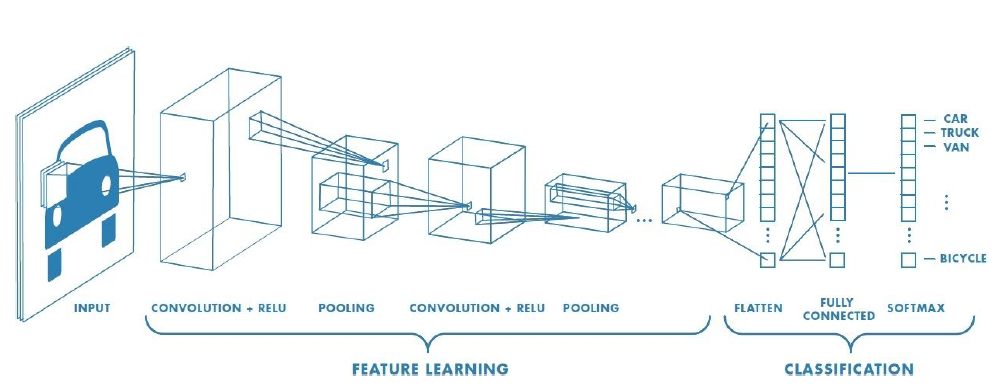 CAR
TRUCK
VAN
BICYCLE
INPUT
CONVOLUTION + RELU
POOLING
CONVOLUTION + RELU
POOLING
FLATTEN
FULLY
CONNECTED
SOFTMAX
FEATURE LEARNING
CLASSIFICATION